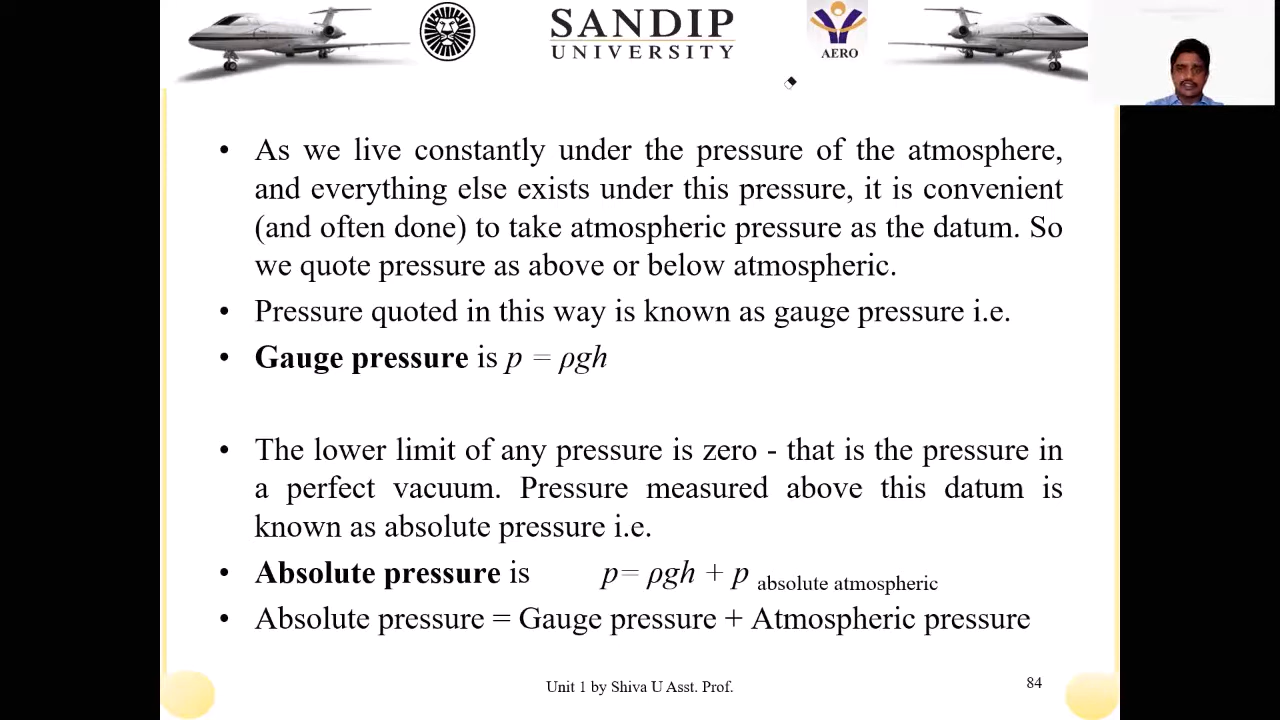 SANDIP
UNIVERSITY
AERO
• As we live constantly under the pressure of the atmosphere,
and everything else exists under this pressure, it is convenient
(and often done) to take atmospheric pressure as the datum. So
we quote pressure as above or below atmospheric.
• Pressure quoted in this way is known as gauge pressure i.e.
• Gauge pressure is p = ρgh
• The lower limit of any pressure is zero - that is the pressure in
a perfect vacuum. Pressure measured above this datum is
known as absolute pressure i.e.
• Absolute pressure is p= ρgh + p absolute atmospheric
• Absolute pressure = Gauge pressure + Atmospheric pressure
Unit 1 by Shiva U Asst. Prof.
84